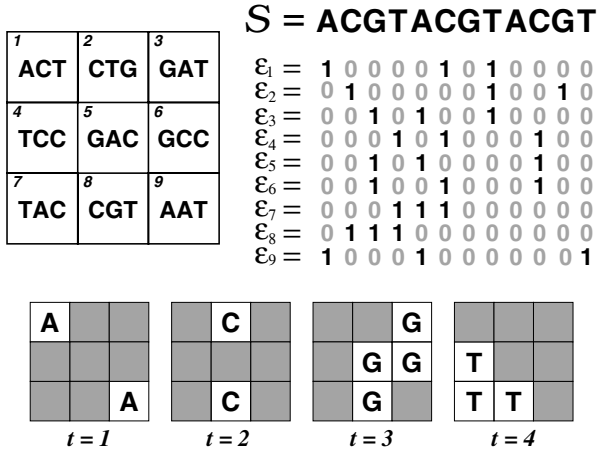 S = ACGTACGTACGT
1 2 3
ACT CTG GAT
4 5 6
TCC GAC GCC
7 8 9
TAC CGT AAT
ε1 = 1 0 0 0 0 1 0 1 0 0 0 0
ε2 = 0 1 0 0 0 0 0 1 0 0 1 0
ε3 = 0 0 1 0 1 0 0 1 0 0 0 0
ε4 = 0 0 0 1 0 1 0 0 0 1 0 0
ε5 = 0 0 1 0 1 0 0 0 0 1 0 0
ε6 = 0 0 1 0 0 1 0 0 0 1 0 0
ε7 = 0 0 0 1 1 1 0 0 0 0 0 0
ε8 = 0 1 1 1 0 0 0 0 0 0 0 0
ε9 = 1 0 0 0 1 0 0 0 0 0 0 1
A
A
t = 1
C
C
t = 2
G
G G
G
t = 3
T
T T
t = 4